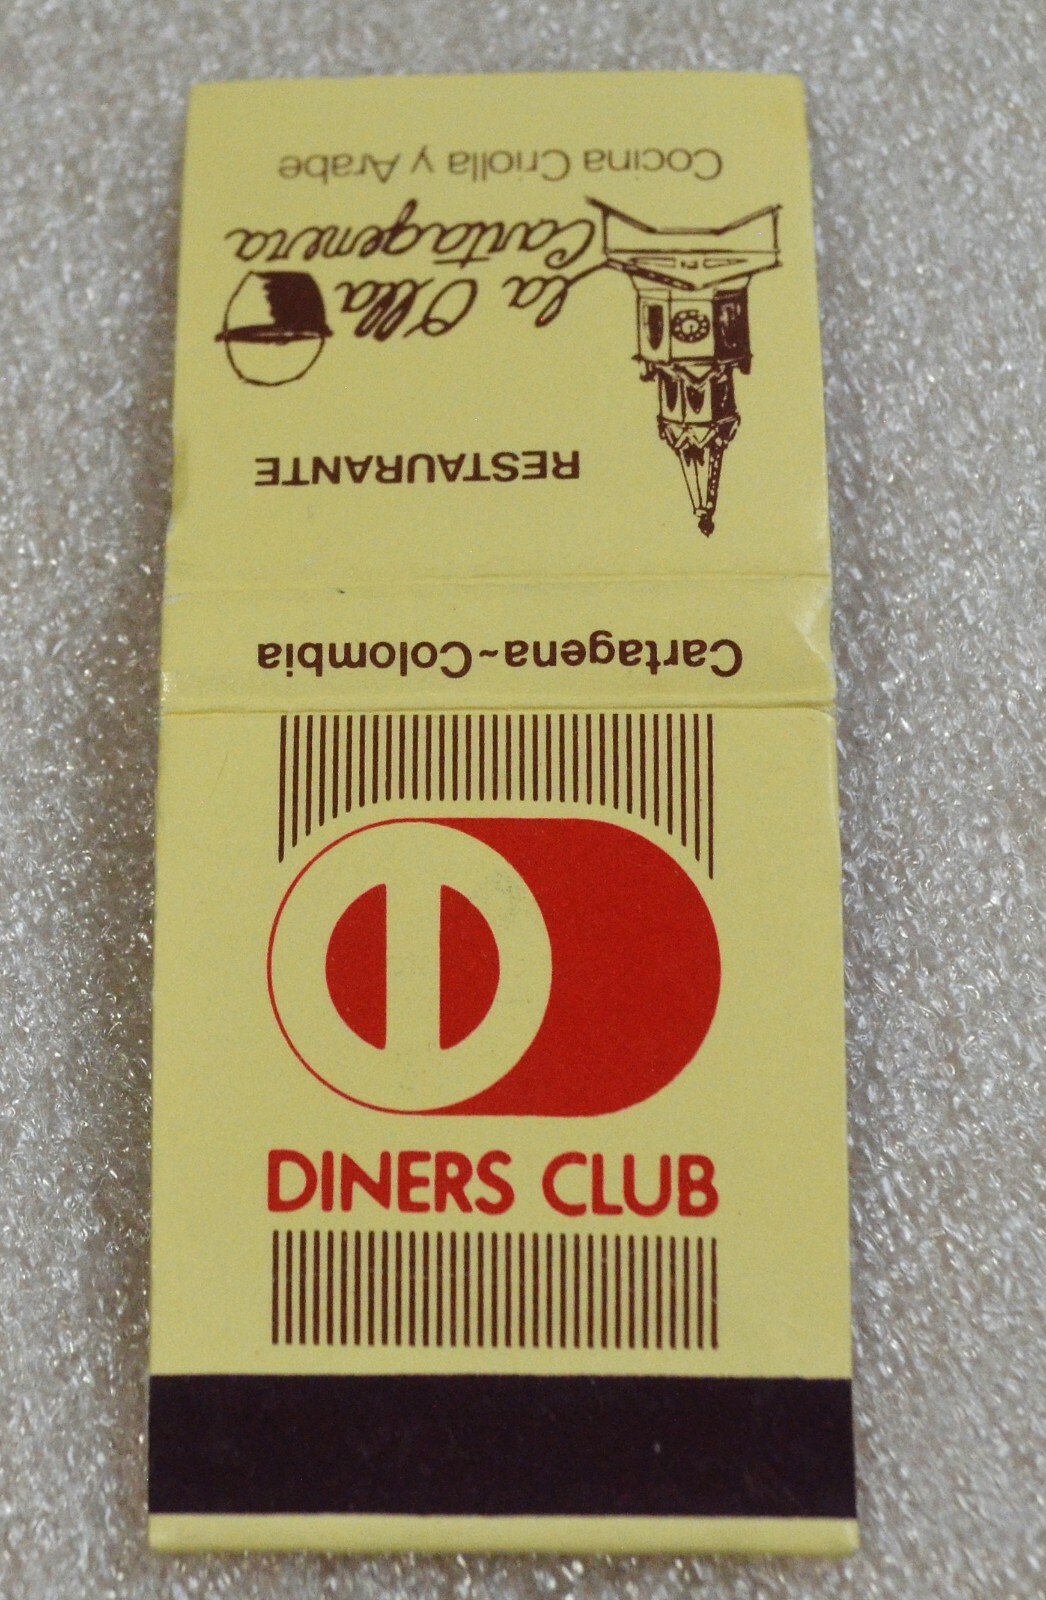 RESTAURANTE
La Olla
Cartagenera
Cocina Criolla y Arabe
Cartagena~Colombia
DINERS CLUB